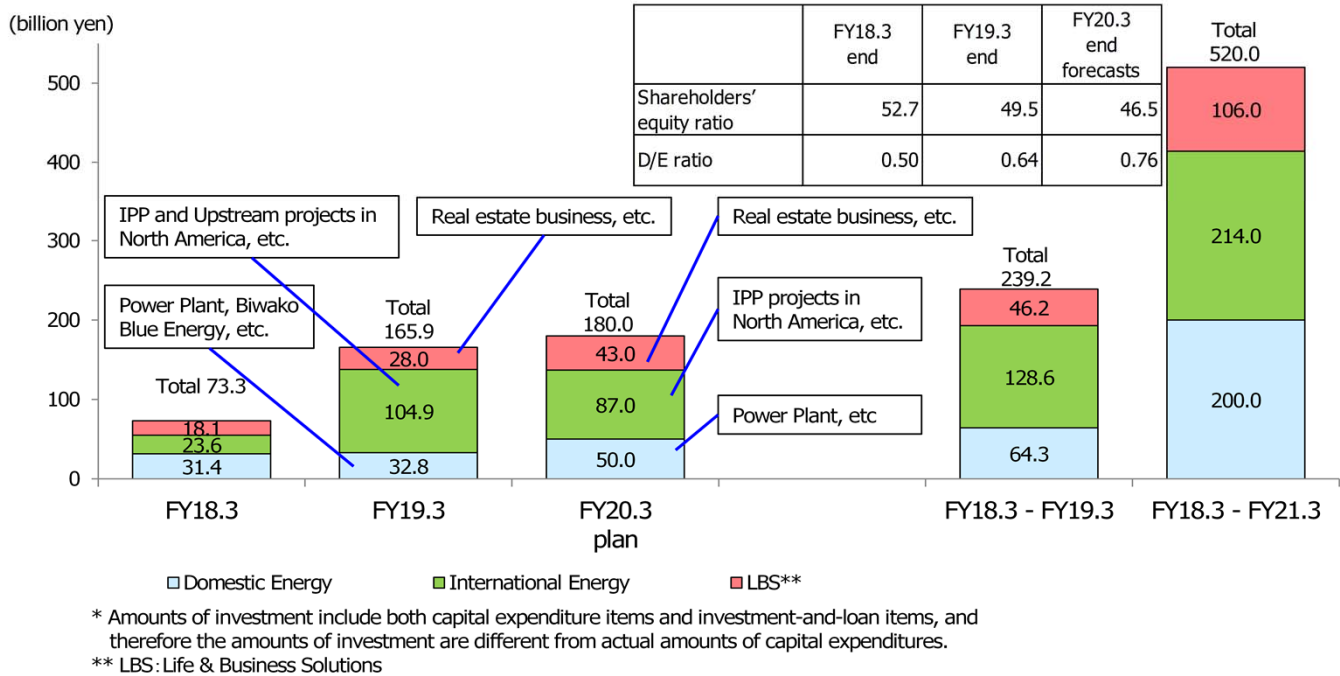 (billion yen)
500
400
300
200
100
0
FY18.3
end
FY19.3
end
FY20.3
end
forecasts
Shareholders'
equity ratio
52.7
49.5
46.5
D/E ratio
0.50
0.64
0.76
IPP and Upstream projects in
North America, etc.
Real estate business, etc.
Real estate business, etc.
Power Plant, Biwako
Blue Energy, etc.
IPP projects in
North America, etc.
Power Plant, etc
Total 73.3
18.1
23.6
31.4
Total
165.9
28.0
104.9
32.8
Total
180.0
43.0
87.0
50.0
Total
239.2
46.2
128.6
64.3
Total
520.0
106.0
214.0
200.0
FY18.3
FY19.3
FY20.3
plan
FY18.3 - FY19.3
FY18.3 - FY21.3
Domestic Energy
International Energy
LBS**
* Amounts of investment include both capital expenditure items and investment-and-loan items, and
therefore the amounts of investment are different from actual amounts of capital expenditures.
** LBS: Life & Business Solutions